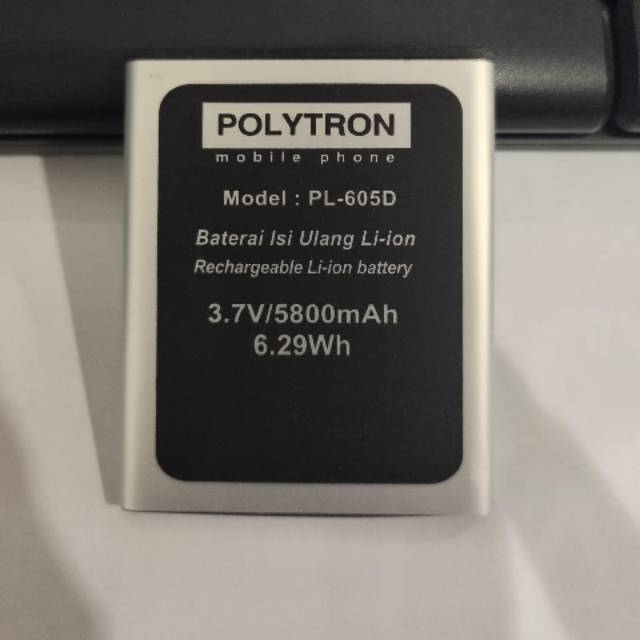 POLYTRON
mobile phone
Model : PL-605D
Baterai Isi Ulang Li-ion
Rechargeable Li-ion battery
3.7V/5800mAh
6.29Wh